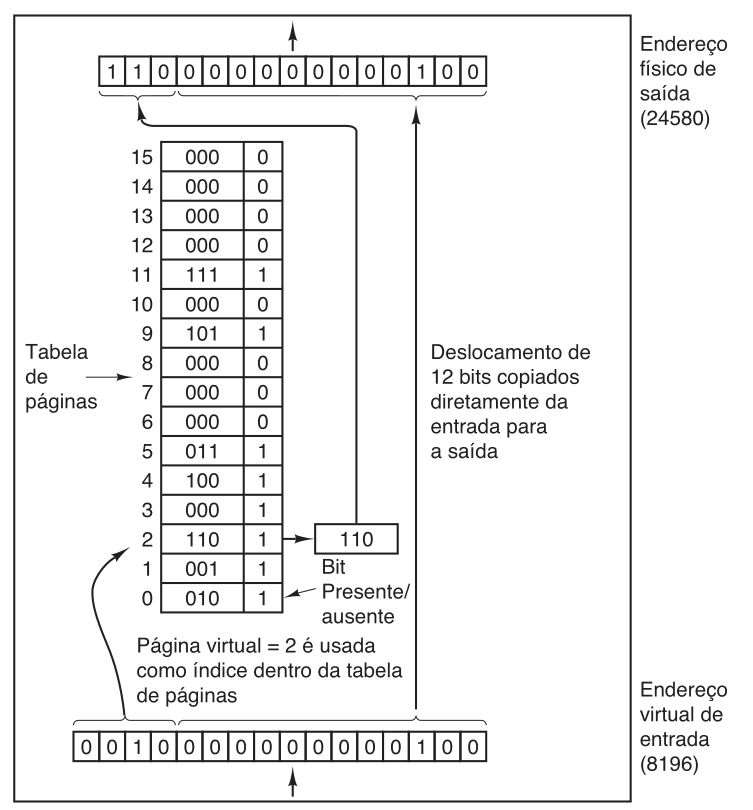 1 1 0 0 0 0 0 0 0 0 0 0 1 0 0
Endereço
físico de
saída
(24580)
15 000 0
14 000 0
13 000 0
12 000 0
11 111 1
10 000 0
9 101 1
8 000 0
7 000 0
6 000 0
5 011 1
4 100 1
3 000 1
2 110 1
1 001 1
0 010 1
Tabela
de
páginas
110
Bit
Presente/
ausente
Deslocamento de
12 bits copiados
diretamente da
entrada para
a saída
Página virtual = 2 é usada
como índice dentro da tabela
de páginas
0 0 1 0 0 0 0 0 0 0 0 0 0 1 0 0
Endereço
virtual de
entrada
(8196)